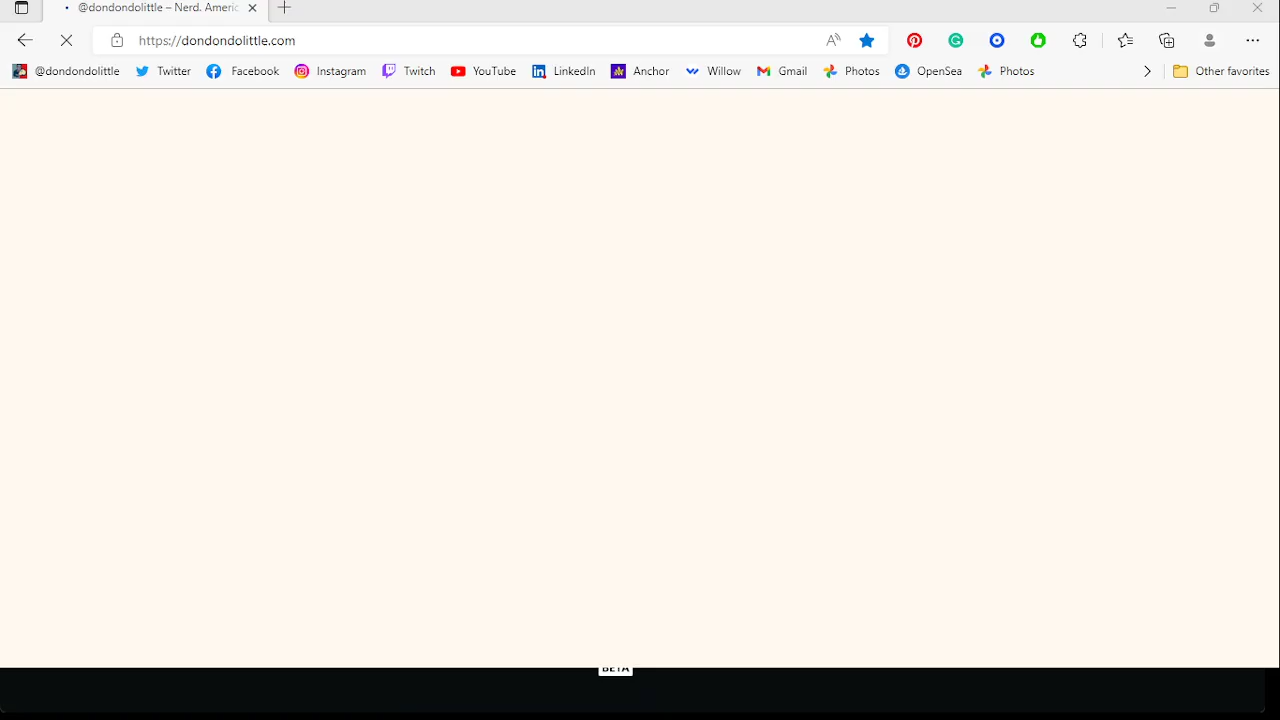 @dondondolittle – Nerd. Americ
https://dondondolittle.com
@dondondolittle Twitter Facebook Instagram Twitch YouTube LinkedIn Anchor Willow Gmail Photos OpenSea Photos Other favorites
BETA